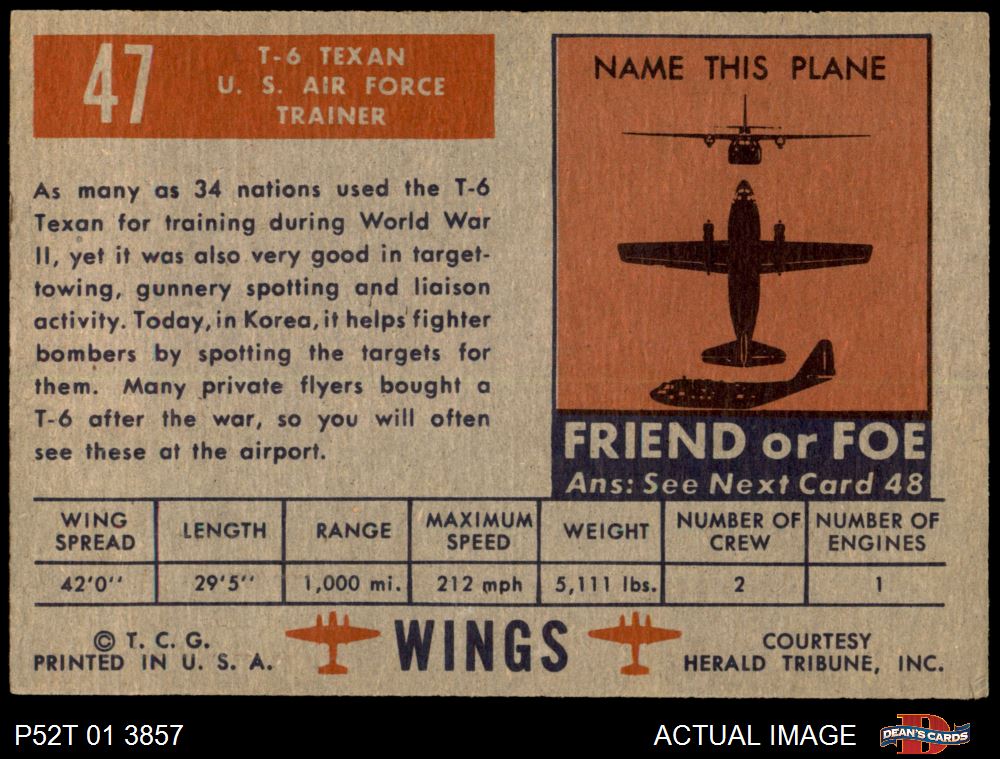 47
T-6 TEXAN
U. S. AIR FORCE
TRAINER
As many as 34 nations used the T-6
Texan for training during World War
II, yet it was also very good in target-
towing, gunnery spotting and liaison
activity. Today, in Korea, it helps fighter
bombers by spotting the targets for
them. Many private flyers bought a
T-6 after the war, so you will often
see these at the airport.
NAME THIS PLANE
FRIEND or FOE
Ans: See Next Card 48
WING SPREAD
LENGTH
RANGE
MAXIMUM SPEED
WEIGHT
NUMBER OF CREW
NUMBER OF ENGINES
42'0''
29'5''
1,000 mi.
212 mph
5,111 lbs.
2
1
© T. C. G.
PRINTED IN U. S. A.
WINGS
COURTESY
HERALD TRIBUNE, INC.
P52T 01 3857
ACTUAL IMAGE
D
DEAN'S CARDS